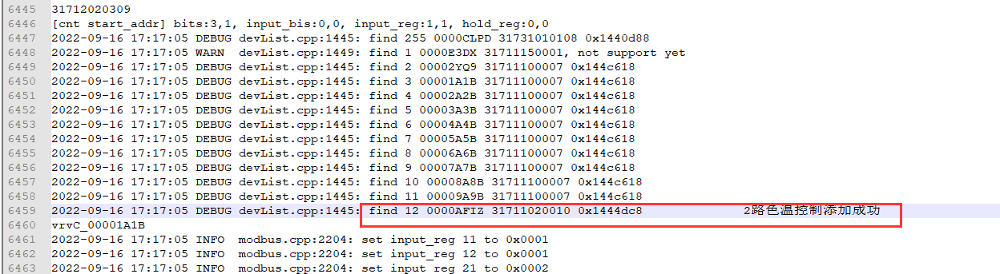 6445 31712020309
6446 [cnt start_addr] bits:3,1, input_bis:0,0, input_reg:1,1, hold_reg:0,0
6447 2022-09-16 17:17:05 DEBUG devList.cpp:1445: find 255 0000CLPD 31731010108 0x1440d88
6448 2022-09-16 17:17:05 WARN  devList.cpp:1449: find 1 0000E3DX 31711150001, not support yet
6449 2022-09-16 17:17:05 DEBUG devList.cpp:1445: find 2 00002YQ9 31711100007 0x144c618
6450 2022-09-16 17:17:05 DEBUG devList.cpp:1445: find 3 00001A1B 31711100007 0x144c618
6451 2022-09-16 17:17:05 DEBUG devList.cpp:1445: find 4 00002A2B 31711100007 0x144c618
6452 2022-09-16 17:17:05 DEBUG devList.cpp:1445: find 5 00003A3B 31711100007 0x144c618
6453 2022-09-16 17:17:05 DEBUG devList.cpp:1445: find 6 00004A4B 31711100007 0x144c618
6454 2022-09-16 17:17:05 DEBUG devList.cpp:1445: find 7 00005A5B 31711100007 0x144c618
6455 2022-09-16 17:17:05 DEBUG devList.cpp:1445: find 8 00006A6B 31711100007 0x144c618
6456 2022-09-16 17:17:05 DEBUG devList.cpp:1445: find 9 00007A7B 31711100007 0x144c618
6457 2022-09-16 17:17:05 DEBUG devList.cpp:1445: find 10 00008A8B 31711100007 0x144c618
6458 2022-09-16 17:17:05 DEBUG devList.cpp:1445: find 11 00009A9B 31711100007 0x144c618
6459 2022-09-16 17:17:05 DEBUG devList.cpp:1445: find 12 0000AFIZ 31711020010 0x1444dc8 2路色温控制添加成功
6460 vrvC_00001A1B
6461 2022-09-16 17:17:05 INFO  modbus.cpp:2204: set input_reg 11 to 0x0001
6462 2022-09-16 17:17:05 INFO  modbus.cpp:2204: set input_reg 12 to 0x0001
6463 2022-09-16 17:17:05 INFO  modbus.cpp:2204: set input_reg 21 to 0x0002